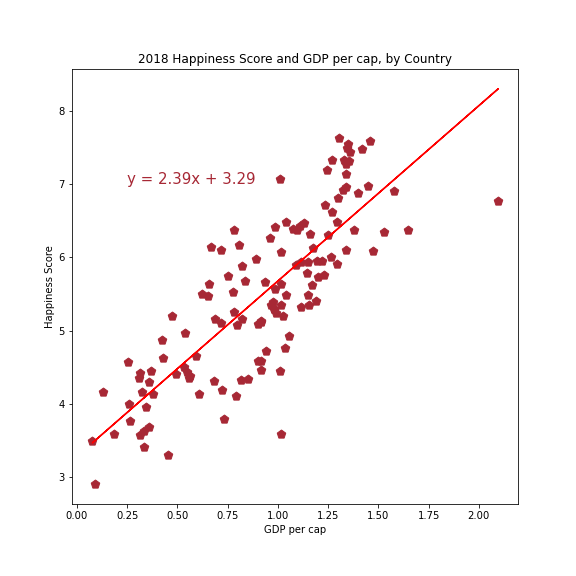 2018 Happiness Score and GDP per cap, by Country
8
y = 2.39x + 3.29
7
6
Happiness Score
5
4
3
0.00 0.25 0.50 0.75 1.00 1.25 1.50 1.75 2.00
GDP per cap